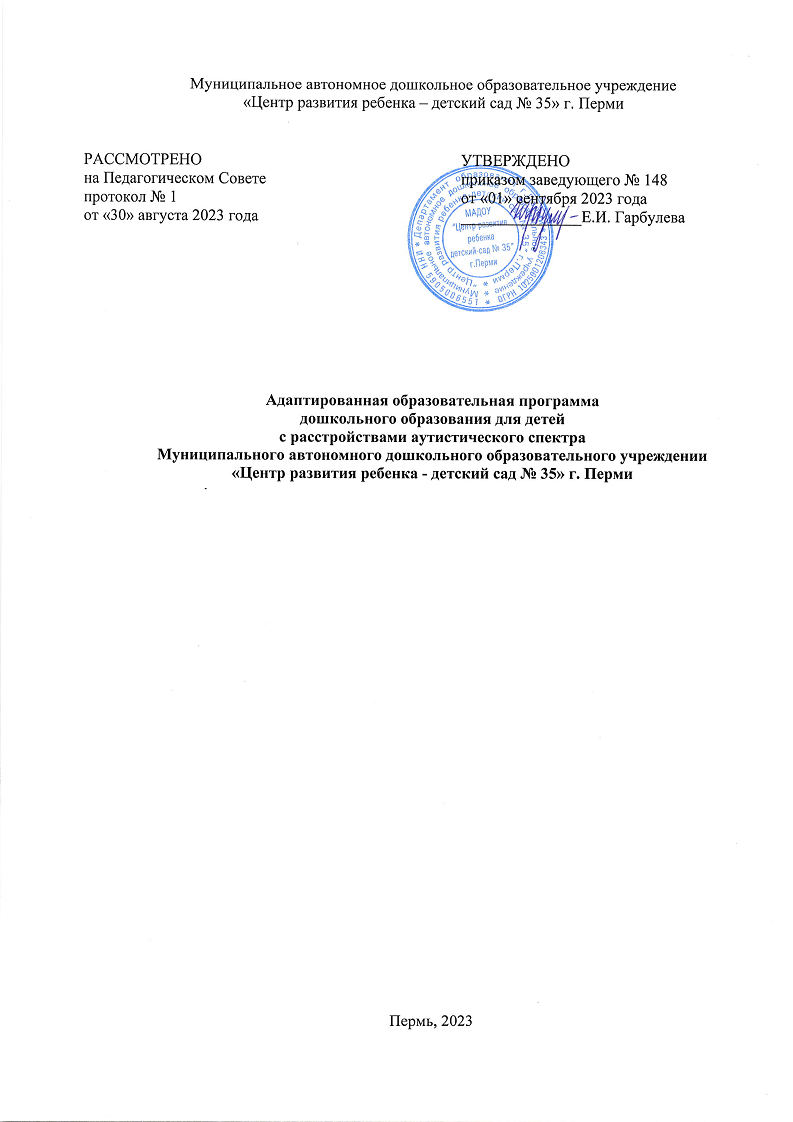 Муниципальное автономное дошкольное образовательное учреждение
«Центр развития ребенка – детский сад № 35» г. Перми
РАССМОТРЕНО
на Педагогическом Совете
протокол № 1
от «30» августа 2023 года
УТВЕРЖДЕНО
приказом заведующего № 148
от «01» сентября 2023 года
Е.И. Гарбулева
МАДОУ
"Центр развития
ребенка
детский-сад № 35"
г.Перми
Адаптированная образовательная программа
дошкольного образования для детей
с расстройствами аутистического спектра
Муниципального автономного дошкольного образовательного учреждении
«Центр развития ребенка - детский сад № 35» г. Перми
Пермь, 2023